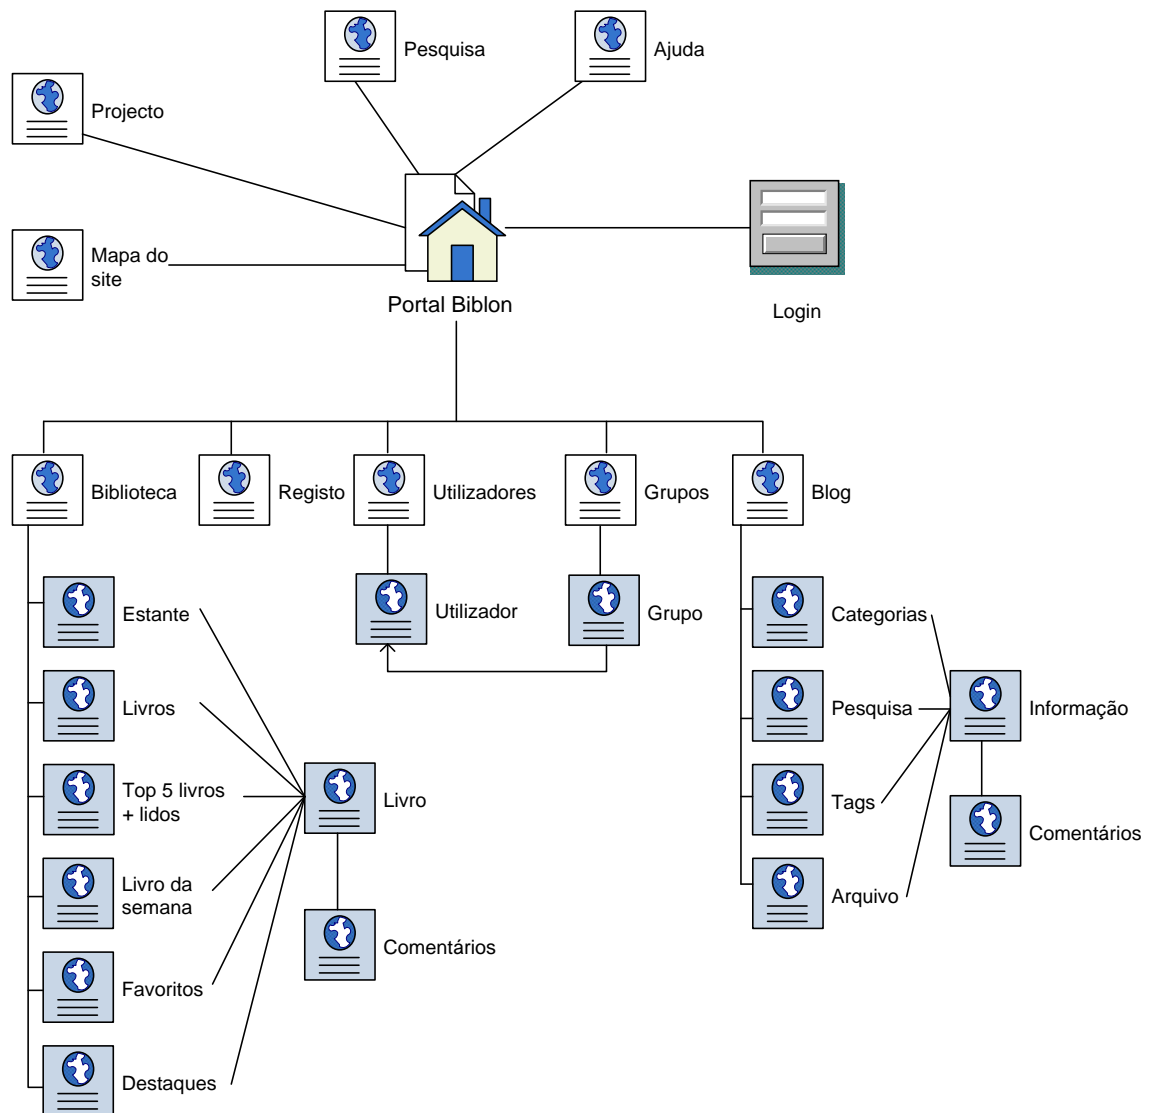 Pesquisa
Ajuda
Projecto
Mapa do
site
Portal Biblon
Login
Biblioteca
Registo
Utilizadores
Grupos
Blog
Estante
Utilizador
Grupo
Categorias
Livros
Pesquisa
Informação
Top 5 livros
+ lidos
Livro
Tags
Comentários
Livro da
semana
Arquivo
Comentários
Favoritos
Destaques